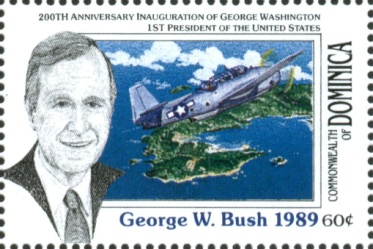 200TH ANNIVERSARY INAUGURATION OF GEORGE WASHINGTON
1ST PRESIDENT OF THE UNITED STATES
COMMONWEALTH
OF DOMINICA
George W. Bush 1989 60¢